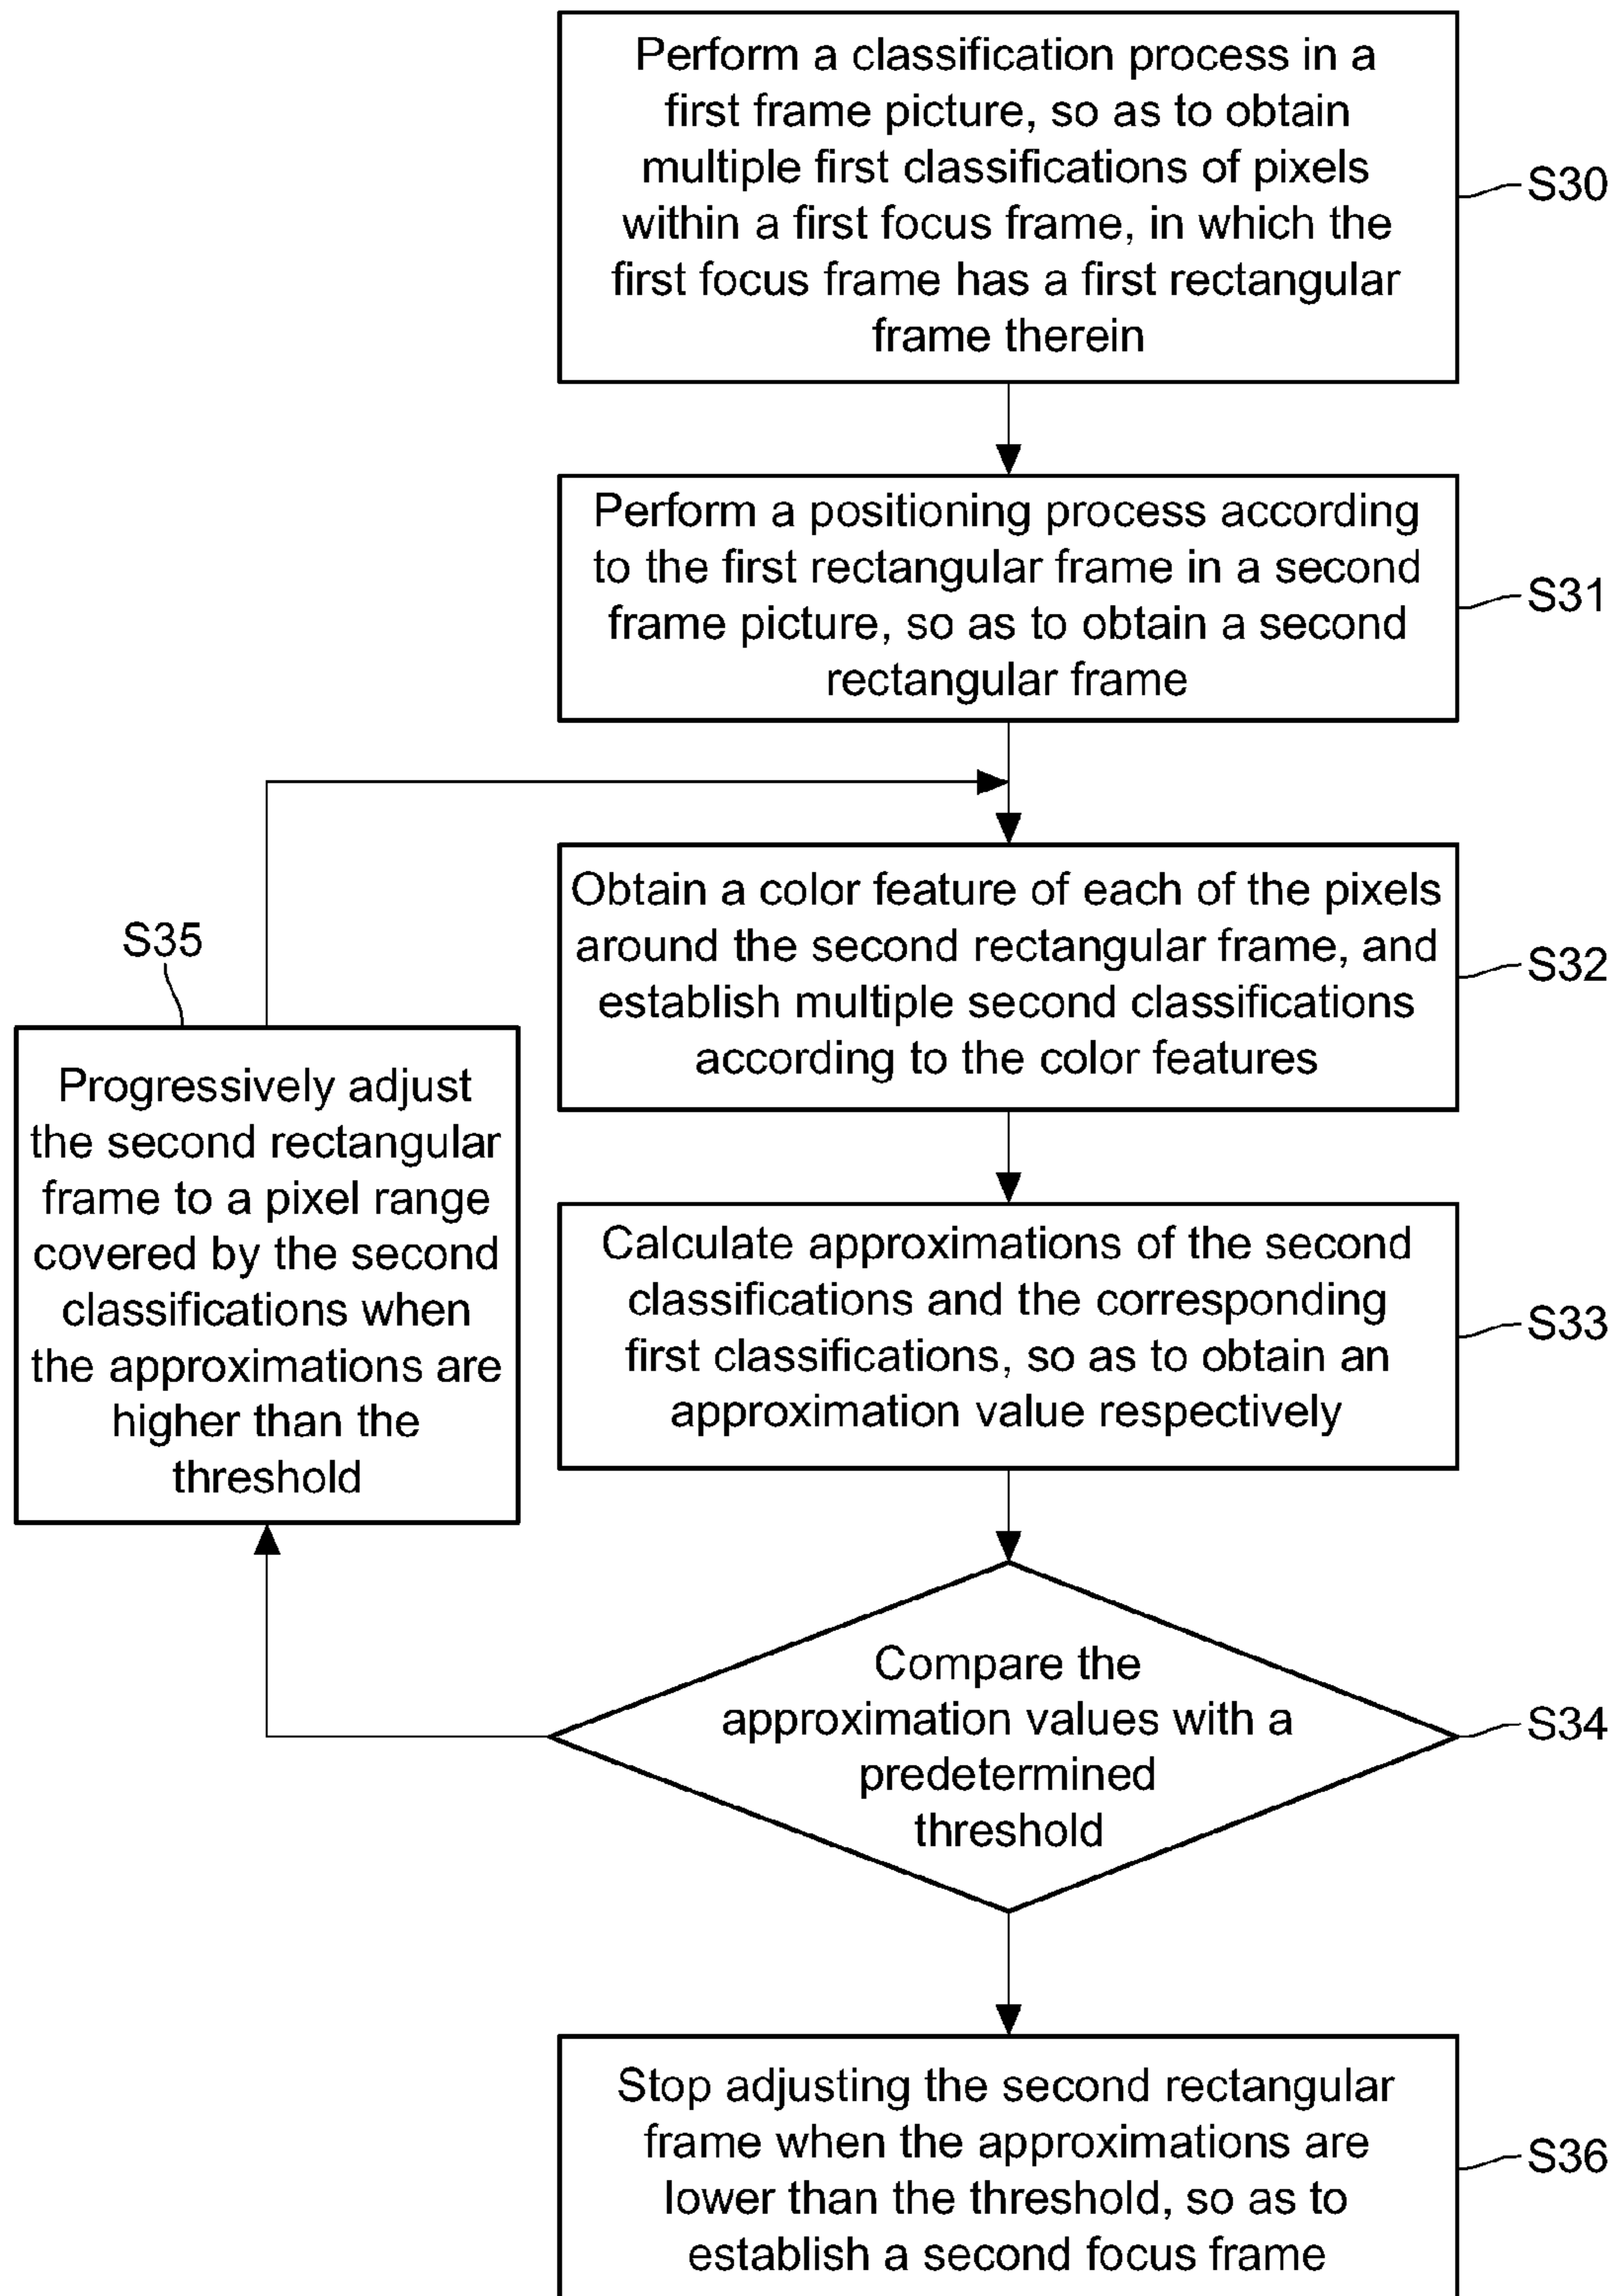 Perform a classification process in a
first frame picture, so as to obtain
multiple first classifications of pixels
within a first focus frame, in which the
first focus frame has a first rectangular
frame therein
S30
Perform a positioning process according
to the first rectangular frame in a second
frame picture, so as to obtain a second
rectangular frame
S31
Obtain a color feature of each of the pixels
around the second rectangular frame, and
establish multiple second classifications
according to the color features
S32
S35
Progressively adjust
the second rectangular
frame to a pixel range
covered by the second
classifications when
the approximations are
higher than the
threshold
Calculate approximations of the second
classifications and the corresponding
first classifications, so as to obtain an
approximation value respectively
S33
Compare the
approximation values with a
predetermined
threshold
S34
Stop adjusting the second rectangular
frame when the approximations are
lower than the threshold, so as to
establish a second focus frame
S36